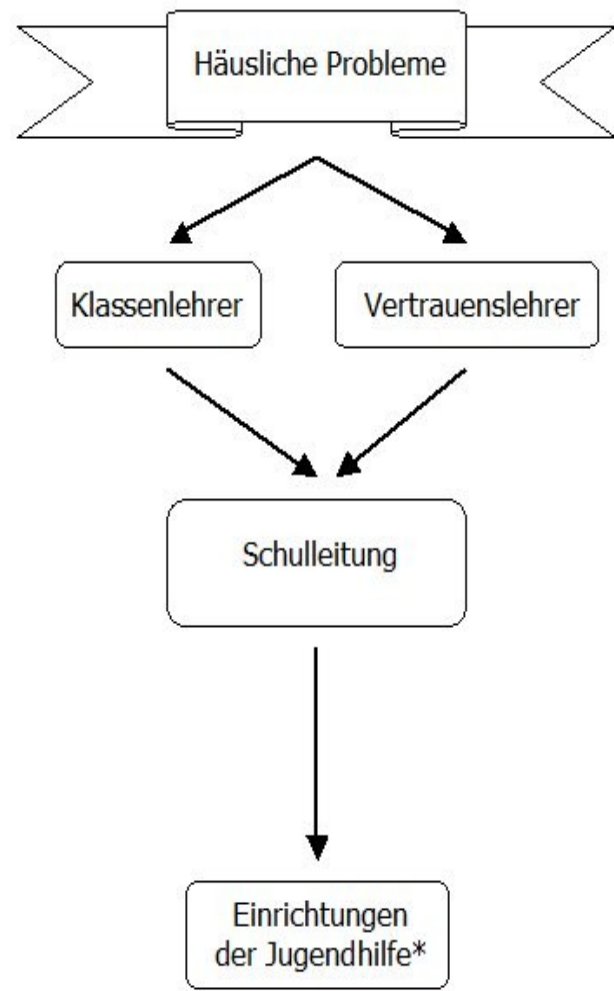 Häusliche Probleme
Klassenlehrer
Vertrauenslehrer
Schulleitung
Einrichtungen
der Jugendhilfe*